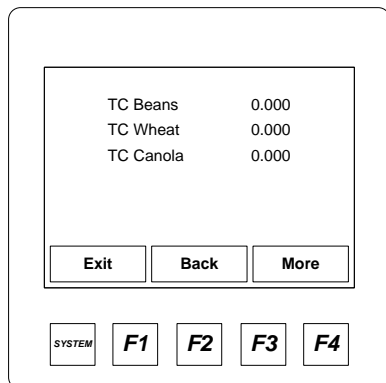 TC Beans 0.000
TC Wheat 0.000
TC Canola 0.000
Exit Back More
SYSTEM F1 F2 F3 F4